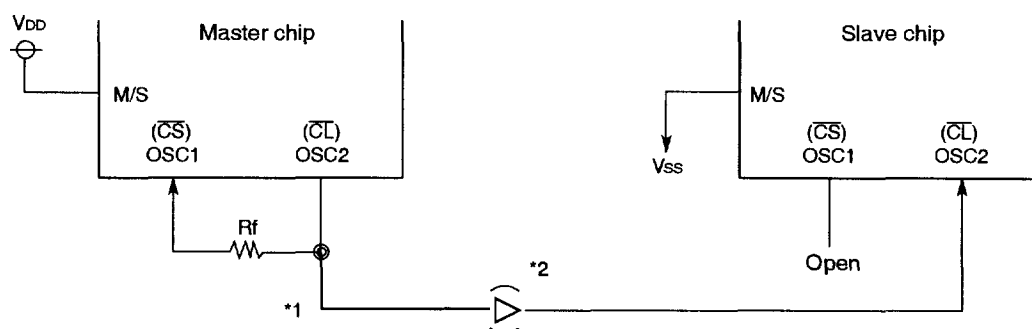 VDD
Master chip
M/S
(CS)
OSC1
(CL)
OSC2
Rf
*1
*2
Slave chip
M/S
VSS
(CS)
OSC1
(CL)
OSC2
Open